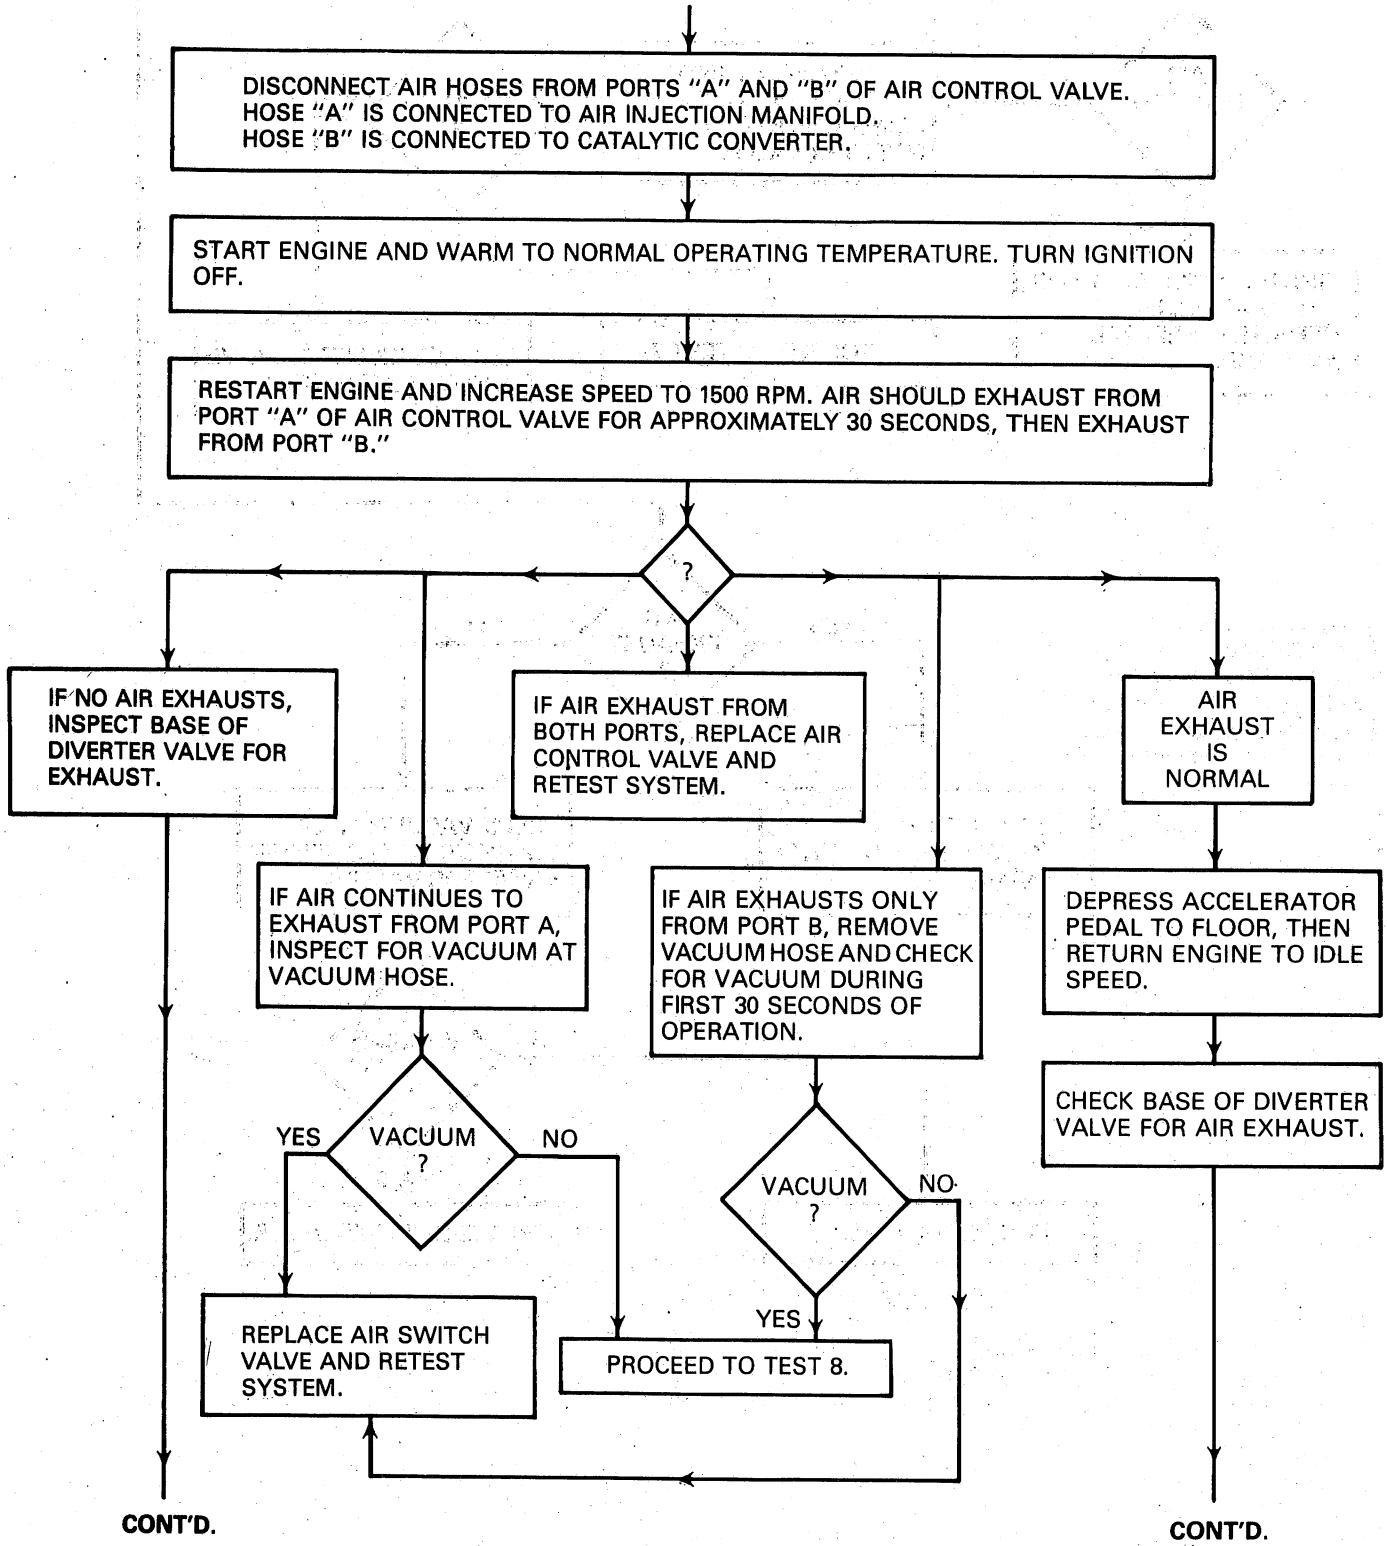 DISCONNECT AIR HOSES FROM PORTS "A" AND "B" OF AIR CONTROL VALVE.
HOSE "A" IS CONNECTED TO AIR INJECTION MANIFOLD.
HOSE "B" IS CONNECTED TO CATALYTIC CONVERTER.
START ENGINE AND WARM TO NORMAL OPERATING TEMPERATURE. TURN IGNITION
OFF.
RESTART ENGINE AND INCREASE SPEED TO 1500 RPM. AIR SHOULD EXHAUST FROM
PORT "A" OF AIR CONTROL VALVE FOR APPROXIMATELY 30 SECONDS, THEN EXHAUST
FROM PORT "B."
?
IF NO AIR EXHAUSTS,
INSPECT BASE OF
DIVERTER VALVE FOR
EXHAUST.
IF AIR EXHAUST FROM
BOTH PORTS, REPLACE AIR
CONTROL VALVE AND
RETEST SYSTEM.
AIR
EXHAUST
IS
NORMAL
IF AIR CONTINUES TO
EXHAUST FROM PORT A,
INSPECT FOR VACUUM AT
VACUUM HOSE.
IF AIR EXHAUSTS ONLY
FROM PORT B, REMOVE
VACUUM HOSE AND CHECK
FOR VACUUM DURING
FIRST 30 SECONDS OF
OPERATION.
DEPRESS ACCELERATOR
PEDAL TO FLOOR, THEN
RETURN ENGINE TO IDLE
SPEED.
CHECK BASE OF DIVERTER
VALVE FOR AIR EXHAUST.
YES
VACUUM
?
NO
VACUUM
?
NO
YES
REPLACE AIR SWITCH
VALVE AND RETEST
SYSTEM.
PROCEED TO TEST 8.
CONT'D.
CONT'D.